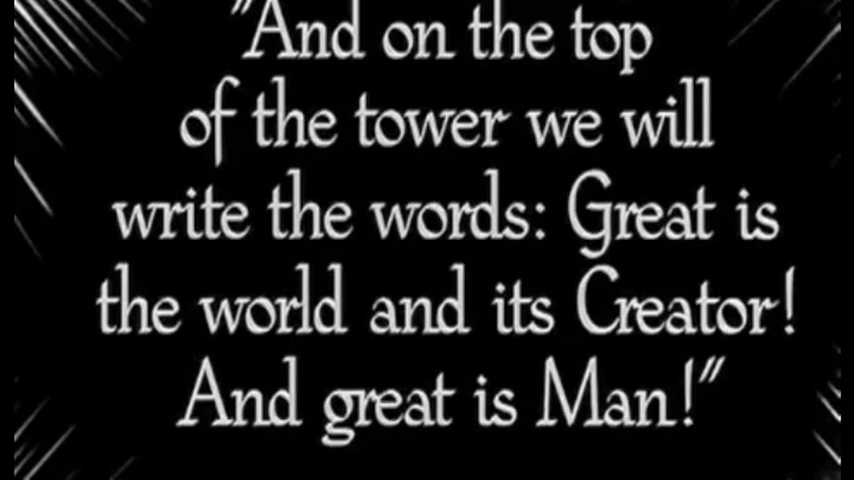 "And on the top
of the tower we will
write the words: Great is
the world and its Creator!
And great is Man!"